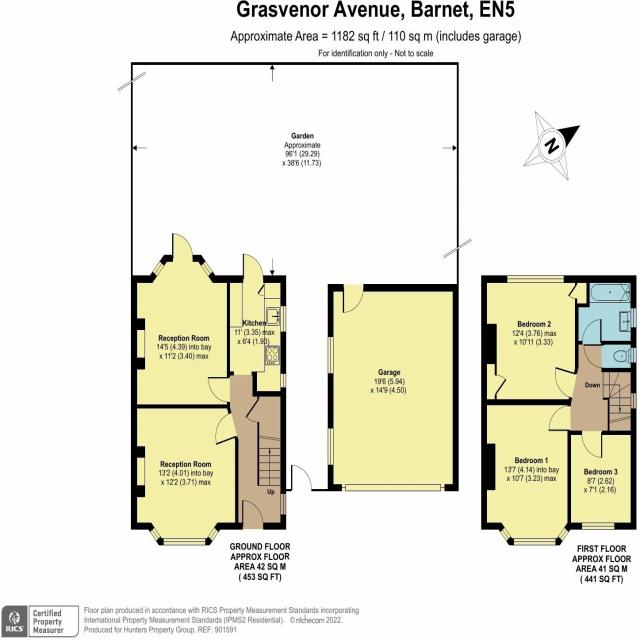 Grasvenor Avenue, Barnet, EN5
Approximate Area = 1182 sq ft / 110 sq m (includes garage)
For identification only - Not to scale
Garden
Approximate
96'1 (29.29)
x 38'6 (11.73)
N
Reception Room
14'5 (4.39) into bay
x 11'2 (3.40) max
Kitchen
11' (3.35) max
x 6'4 (1.93)
Garage
19'6 (5.94)
x 14'9 (4.50)
Bedroom 2
12'4 (3.76) max
x 10'11 (3.33)
Down
Reception Room
13'2 (4.01) into bay
x 12'2 (3.71) max
Up
Bedroom 1
13'7 (4.14) into bay
x 10'7 (3.23) max
Bedroom 3
8'7 (2.62)
x 7'1 (2.16)
GROUND FLOOR
APPROX FLOOR
AREA 42 SQ M
( 453 SQ FT)
FIRST FLOOR
APPROX FLOOR
AREA 41 SQ M
( 441 SQ FT)
RICS
Certified
Property
Measurer
Floor plan produced in accordance with RICS Property Measurement Standards incorporating
International Property Measurement Standards (IPMS2 Residential). © nichecom 2022.
Produced for Hunters Property Group. REF: 901591